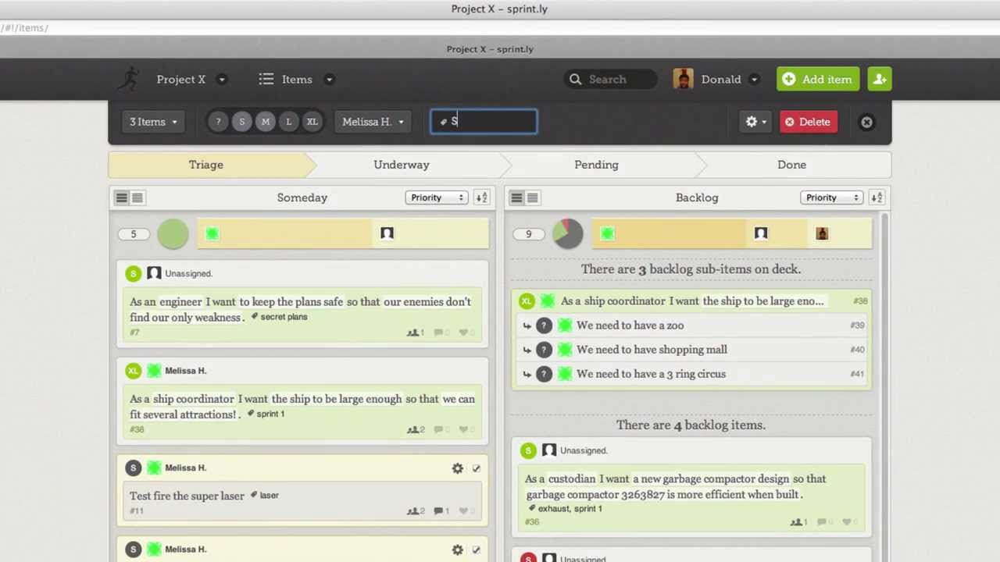 Project X – sprint.ly
/#!/items/
Project X – sprint.ly
Project X
Items
Search
Donald
Add item
3 Items
? S M L XL
Melissa H.
S
Delete
Triage
Underway
Pending
Done
Someday
Priority
5
S Unassigned.
As an engineer I want to keep the plans safe so that our enemies don't
find our only weakness. secret plans
#7 1 0 0
XL Melissa H.
As a ship coordinator I want the ship to be large enough so that we can
fit several attractions!. sprint 1
#38 2 0 0
S Melissa H.
Test fire the super laser laser
#11 2 1 0
S Melissa H.
Backlog
Priority
9
There are 3 backlog sub-items on deck.
XL As a ship coordinator I want the ship to be large eno... #38
? We need to have a zoo #39
? We need to have shopping mall #40
? We need to have a 3 ring circus #41
There are 4 backlog items.
S Unassigned.
As a custodian I want a new garbage compactor design so that
garbage compactor 3263827 is more efficient when built.
exhaust, sprint 1
#36 1 0 0
S Unassigned.